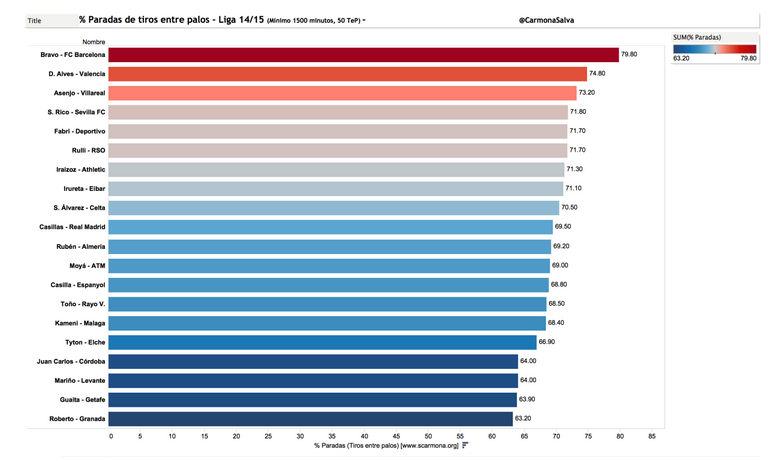 Title
% Paradas de tiros entre palos - Liga 14/15 (Mínimo 1500 minutos, 50 TeP) -
@CarmonaSalva
SUM(% Paradas)
63.20 79.80
Nombre
Bravo - FC Barcelona 79.80
D. Alves - Valencia 74.80
Asenjo - Villareal 73.20
S. Rico - Sevilla FC 71.80
Fabri - Deportivo 71.70
Rulli - RSO 71.70
Iraizoz - Athletic 71.30
Irureta - Eibar 71.10
S. Álvarez - Celta 70.50
Casillas - Real Madrid 69.50
Rubén - Almería 69.20
Moyá - ATM 69.00
Casilla - Espanyol 68.80
Toño - Rayo V. 68.50
Kameni - Malaga 68.40
Tyton - Elche 66.90
Juan Carlos - Córdoba 64.00
Mariño - Levante 64.00
Guaita - Getafe 63.90
Roberto - Granada 63.20
0 5 10 15 20 25 30 35 40 45 50 55 60 65 70 75 80 85
% Paradas (Tiros entre palos) [www.scarmona.org]